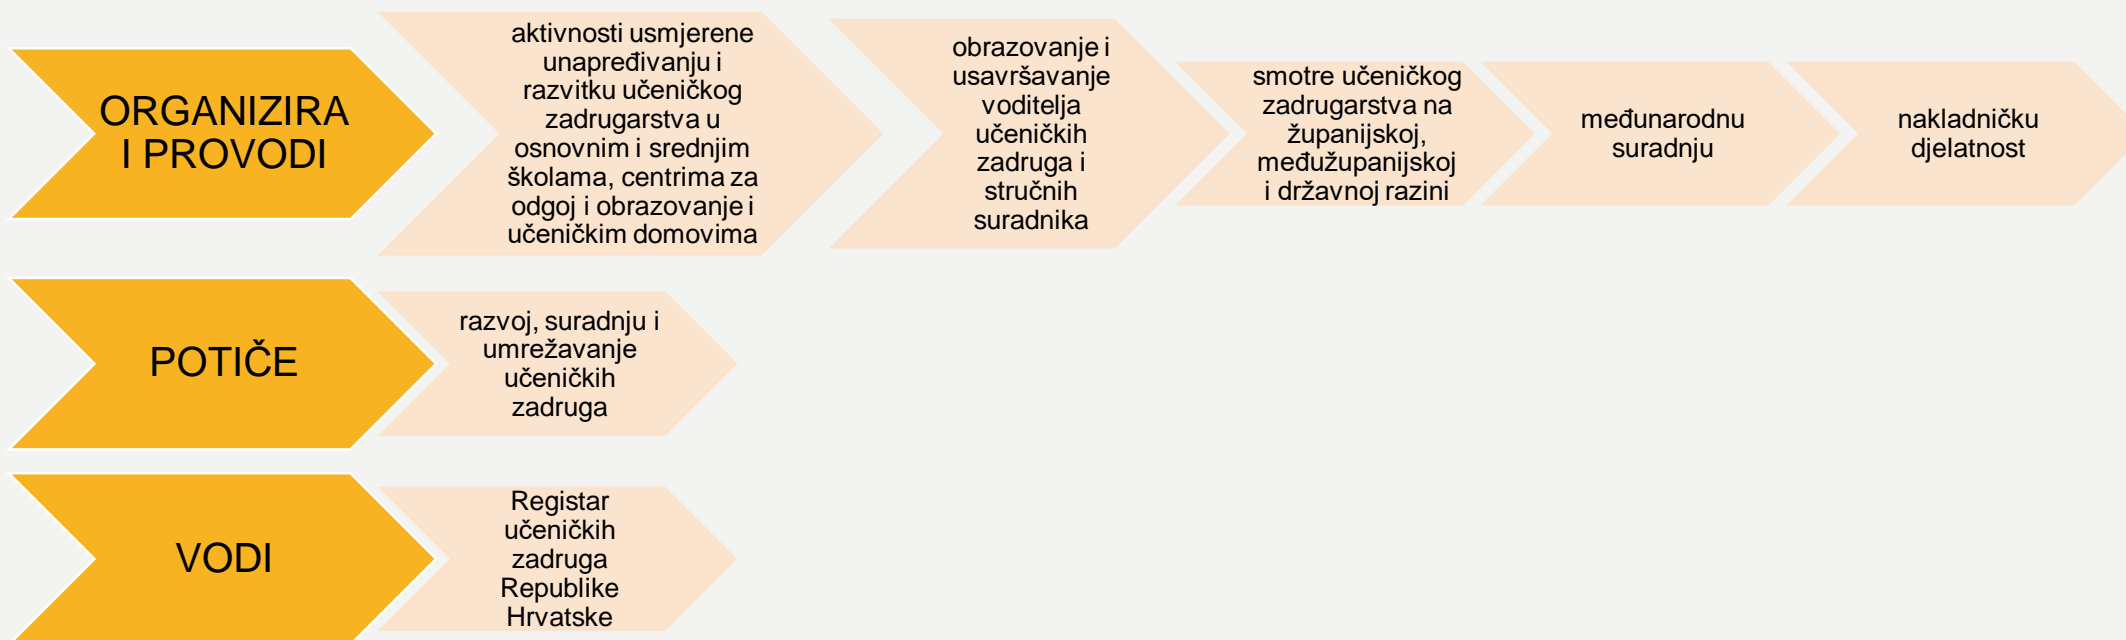 ORGANIZIRA
I PROVODI
aktivnosti usmjerene
unapređivanju i
razvitku učeničkog
zadrugarstva u
osnovnim i srednjim
školama, centrima za
odgoj i obrazovanje i
učeničkim domovima
obrazovanje i
usavršavanje
voditelja
učeničkih
zadruga i
stručnih
suradnika
smotre učeničkog
zadrugarstva na
županijskoj,
međužupanijskoj
i državnoj razini
međunarodnu
suradnju
nakladničku
djelatnost
POTIČE
razvoj, suradnju i
umrežavanje
učeničkih
zadruga
VODI
Registar
učeničkih
zadruga
Republike
Hrvatske